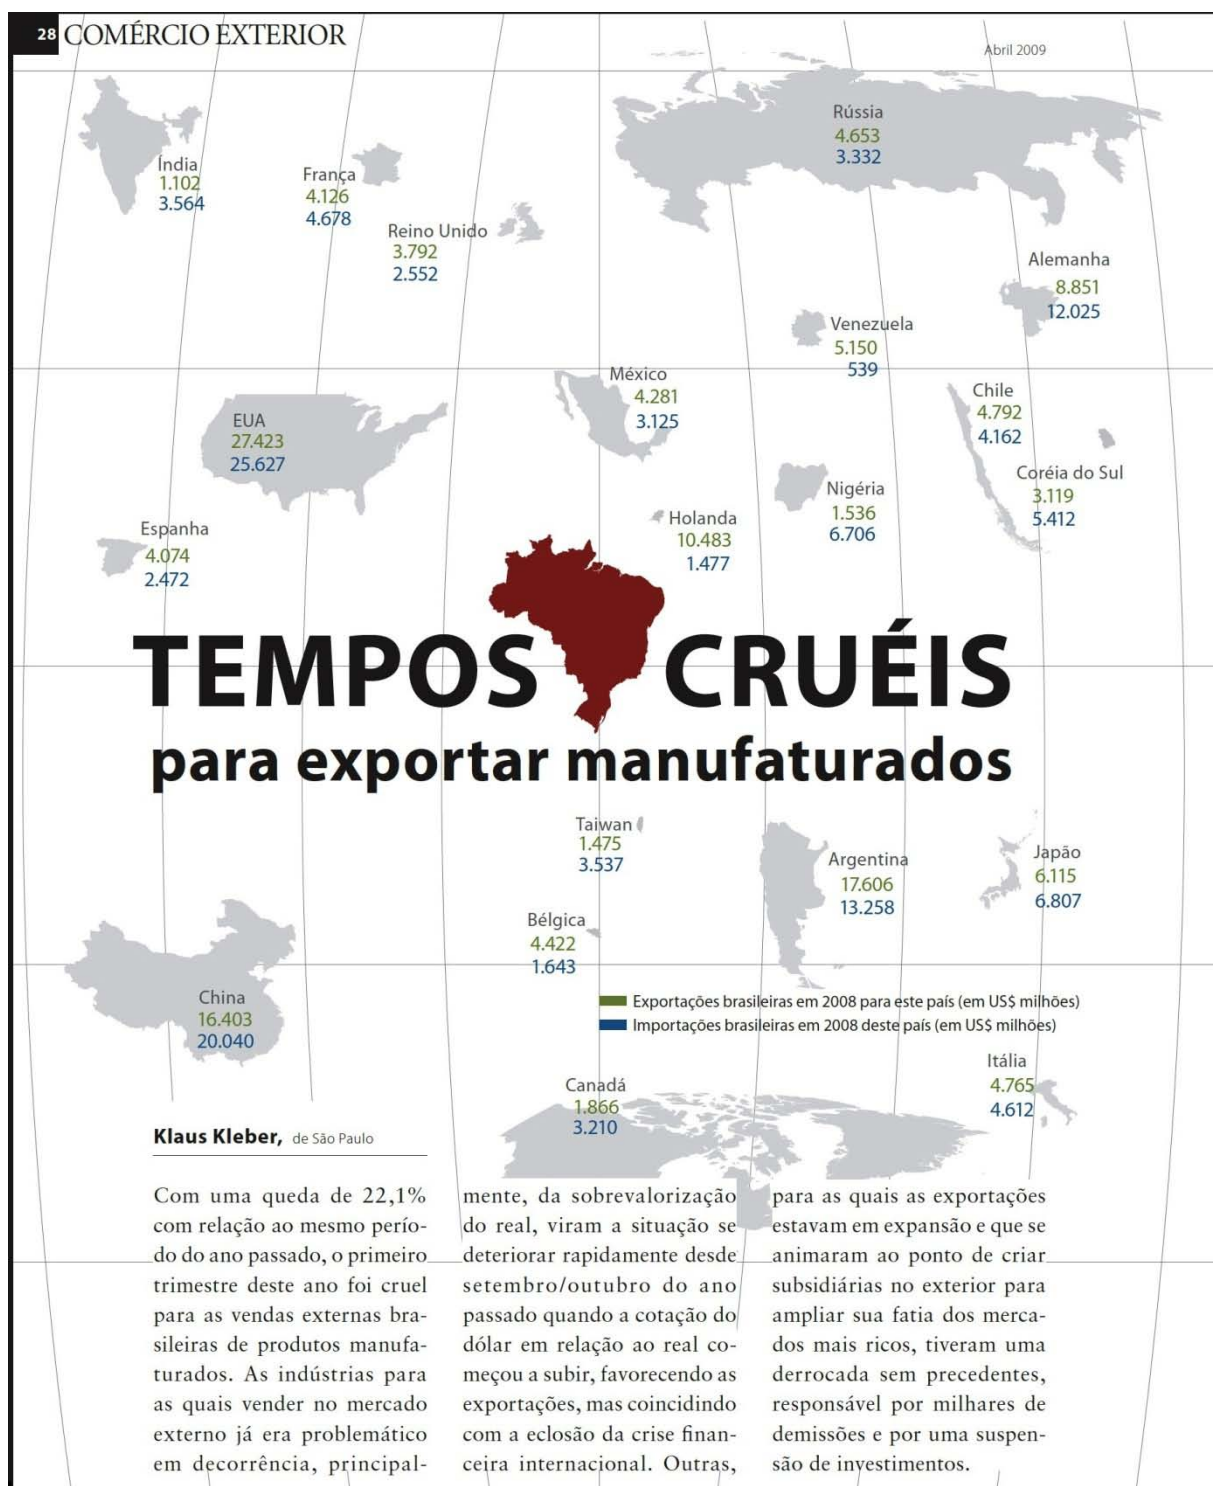 28 COMÉRCIO EXTERIOR
Abril 2009
Rússia
4.653
3.332
Índia
1.102
3.564
França
4.126
4.678
Reino Unido
3.792
2.552
Alemanha
8.851
12.025
Venezuela
5.150
539
México
4.281
3.125
Chile
4.792
4.162
EUA
27.423
25.627
Coréia do Sul
3.119
5.412
Nigéria
1.536
6.706
Holanda
10.483
1.477
Espanha
4.074
2.472
TEMPOS CRUÉIS
para exportar manufaturados
Taiwan
1.475
3.537
Argentina
17.606
13.258
Japão
6.115
6.807
Bélgica
4.422
1.643
China
16.403
20.040
Exportações brasileiras em 2008 para este país (em US$ milhões)
Importações brasileiras em 2008 deste país (em US$ milhões)
Itália
4.765
4.612
Canadá
1.866
3.210
Klaus Kleber, de São Paulo
Com uma queda de 22,1%
com relação ao mesmo perío-
do do ano passado, o primeiro
trimestre deste ano foi cruel
para as vendas externas bra-
sileiras de produtos manufa-
turados. As indústrias para
as quais vender no mercado
externo já era problemático
em decorrência, principal-
mente, da sobrevalorização
do real, viram a situação se
deteriorar rapidamente desde
setembro/outubro do ano
passado quando a cotação do
dólar em relação ao real co-
meçou a subir, favorecendo as
exportações, mas coincidindo
com a eclosão da crise finan-
ceira internacional. Outras,
para as quais as exportações
estavam em expansão e que se
animaram ao ponto de criar
subsidiárias no exterior para
ampliar sua fatia dos merca-
dos mais ricos, tiveram uma
derrocada sem precedentes,
responsável por milhares de
demissões e por uma suspen-
são de investimentos.